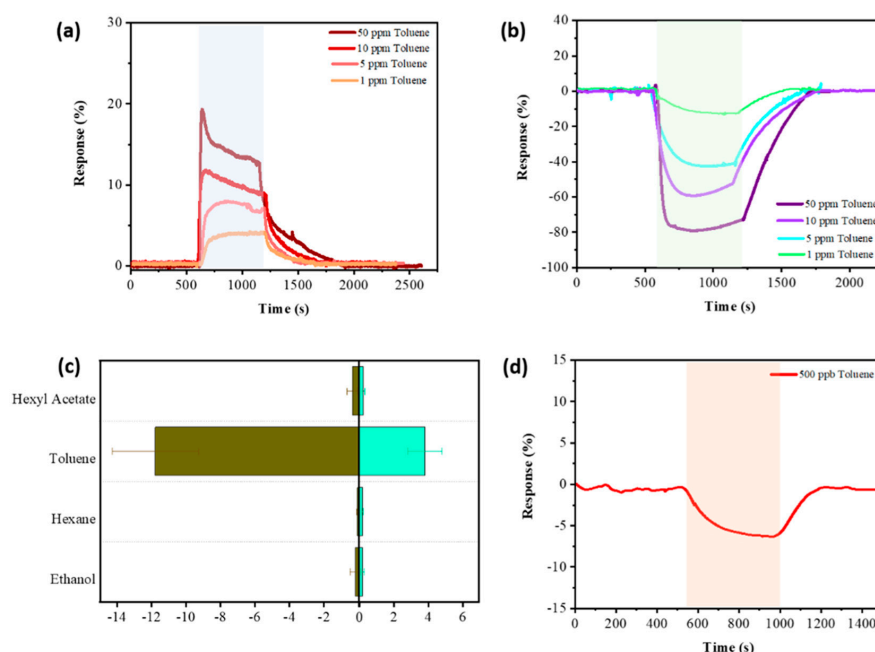 (a)
50 ppm Toluene
10 ppm Toluene
5 ppm Toluene
1 ppm Toluene
30
20
10
0
Response (%)
0 500 1000 1500 2000 2500
Time (s)
(b)
40
20
0
-20
-40
-60
-80
-100
Response (%)
50 ppm Toluene
10 ppm Toluene
5 ppm Toluene
1 ppm Toluene
0 500 1000 1500 2000
Time (s)
(c)
Hexyl Acetate
Toluene
Hexane
Ethanol
-14 -12 -10 -8 -6 -4 -2 0 2 4 6
(d)
500 ppb Toluene
15
10
5
0
-5
-10
-15
Response (%)
0 200 400 600 800 1000 1200 1400
Time (s)